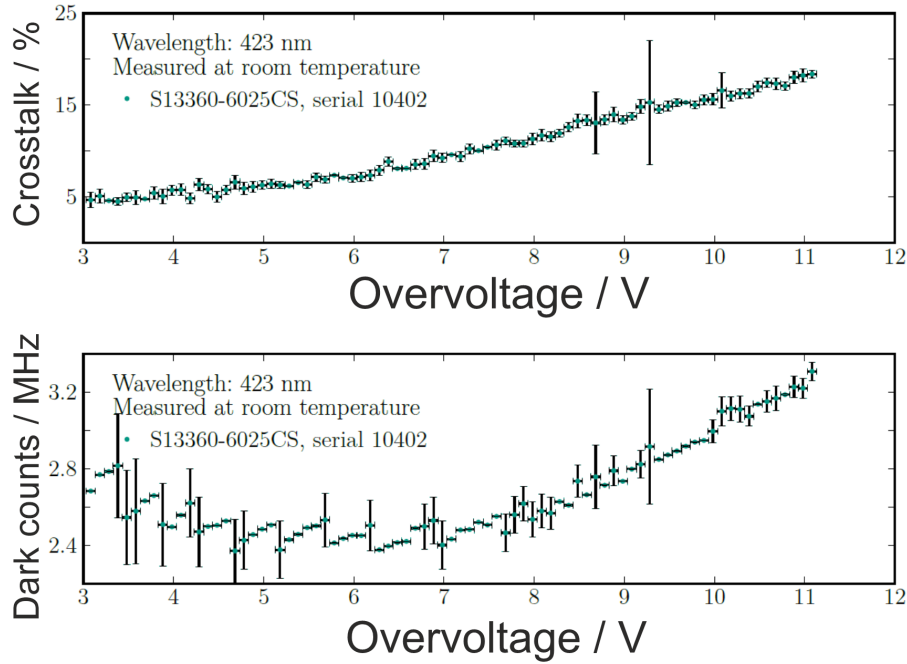 25
15
5
Crosstalk / %
Wavelength: 423 nm
Measured at room temperature
S13360-6025CS, serial 10402
3 4 5 6 7 8 9 10 11 12
Overvoltage / V
3.2
2.8
2.4
Dark counts / MHz
Wavelength: 423 nm
Measured at room temperature
S13360-6025CS, serial 10402
3 4 5 6 7 8 9 10 11 12
Overvoltage / V